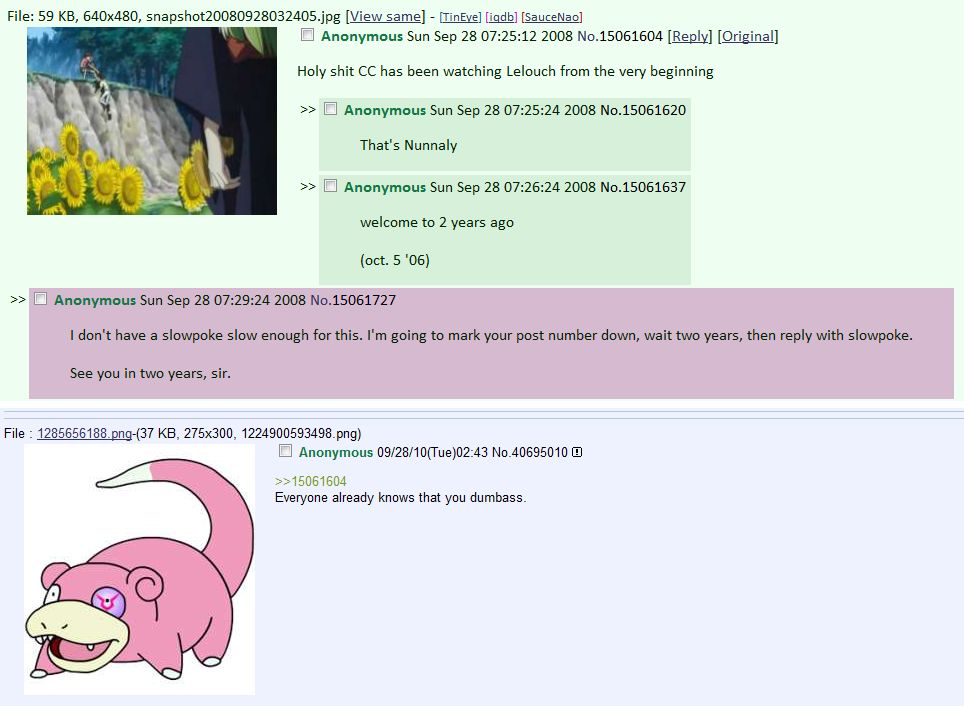 File: 59 KB, 640x480, snapshot20080928032405.jpg [View same] - [TinEye] [iqdb] [SauceNao]
Anonymous Sun Sep 28 07:25:12 2008 No.15061604 [Reply] [Original]
Holy shit CC has been watching Lelouch from the very beginning
>> Anonymous Sun Sep 28 07:25:24 2008 No.15061620
That's Nunnaly
>> Anonymous Sun Sep 28 07:26:24 2008 No.15061637
welcome to 2 years ago
(oct. 5 '06)
>> Anonymous Sun Sep 28 07:29:24 2008 No.15061727
I don't have a slowpoke slow enough for this. I'm going to mark your post number down, wait two years, then reply with slowpoke.
See you in two years, sir.
File : 1285656188.png-(37 KB, 275x300, 1224900593498.png)
Anonymous 09/28/10(Tue)02:43 No.40695010
>>15061604
Everyone already knows that you dumbass.